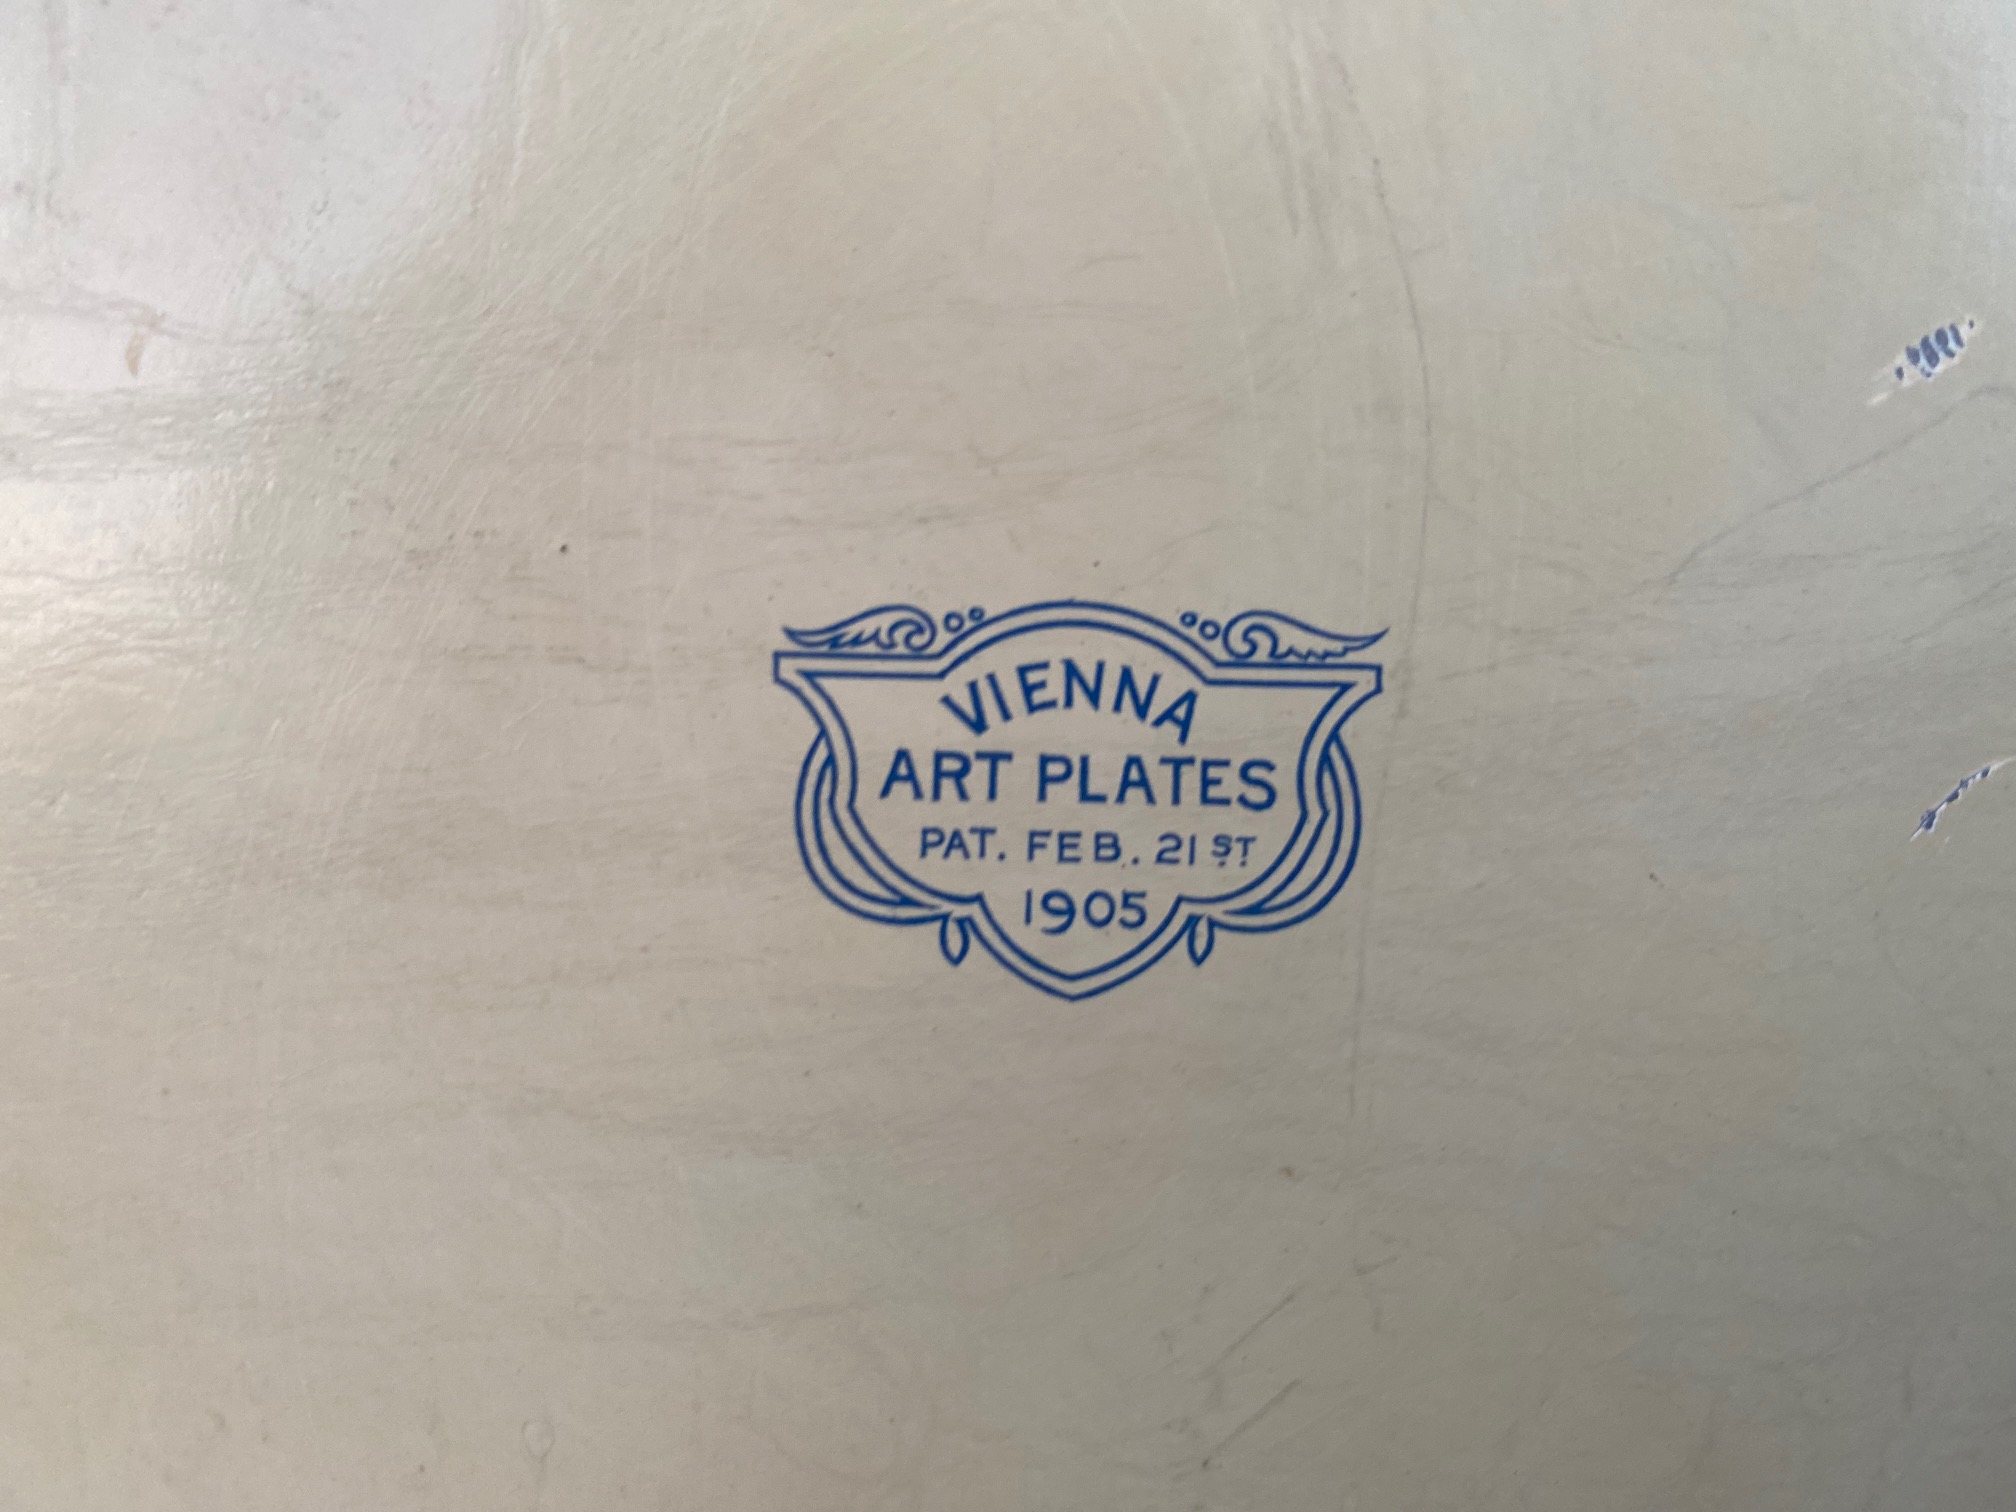 VIENNA
ART PLATES
PAT. FEB. 21ST
1905